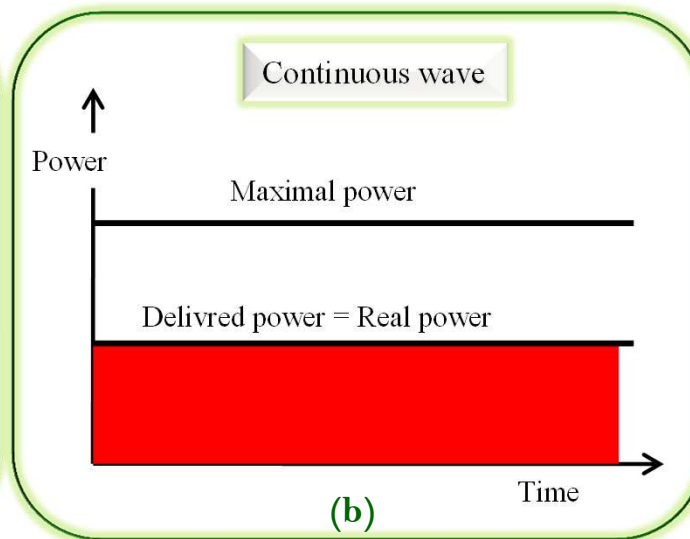 Continuous wave
Power
Maximal power
Delivred power = Real power
Time
(b)